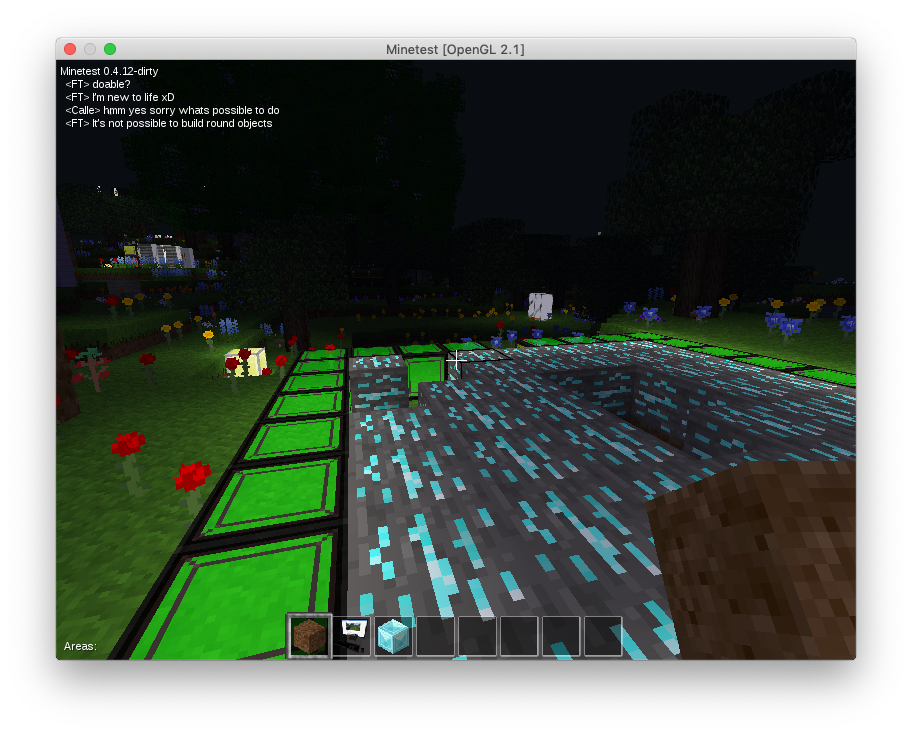 Minetest [OpenGL 2.1]
Minetest 0.4.12-dirty
<FT> doable?
<FT> I'm new to life xD
<Calle> hmm yes sorry whats possible to do
<FT> It's not possible to build round objects
Areas: